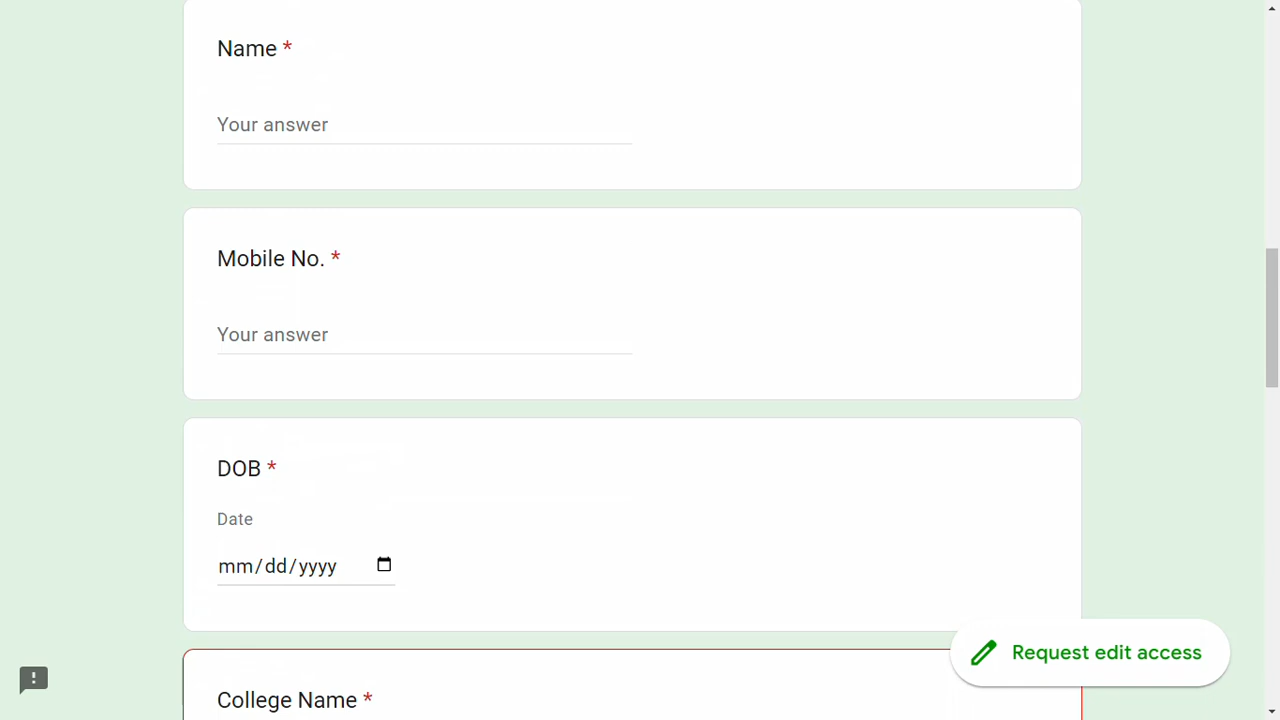 Name *
Your answer
Mobile No. *
Your answer
DOB *
Date
mm/dd/yyyy
Request edit access
College Name *